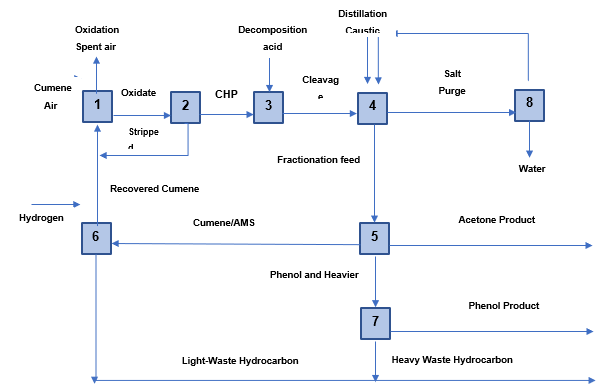 Distillation
Caustic
Oxidation
Spent air
Decomposition
acid
Cumene
Air
1
Oxidate
2
CHP
3
Cleavag
e
4
Salt
Purge
8
Strippe
d
Fractionation feed
Water
Recovered Cumene
Hydrogen
6
Cumene/AMS
5
Acetone Product
Phenol and Heavier
7
Phenol Product
Light-Waste Hydrocarbon
Heavy Waste Hydrocarbon